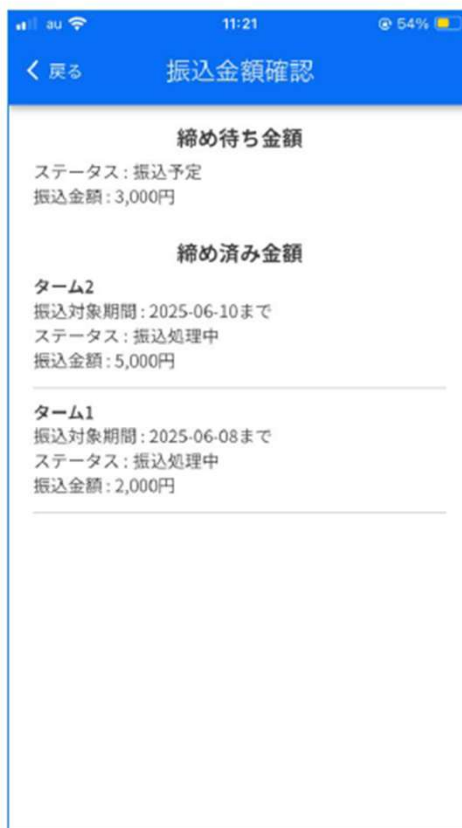 au 11:21 54%
戻る 振込金額確認
締め待ち金額
ステータス : 振込予定
振込金額 : 3,000円
締め済み金額
ターム2
振込対象期間 : 2025-06-10まで
ステータス : 振込処理中
振込金額 : 5,000円
ターム1
振込対象期間 : 2025-06-08まで
ステータス : 振込処理中
振込金額 : 2,000円